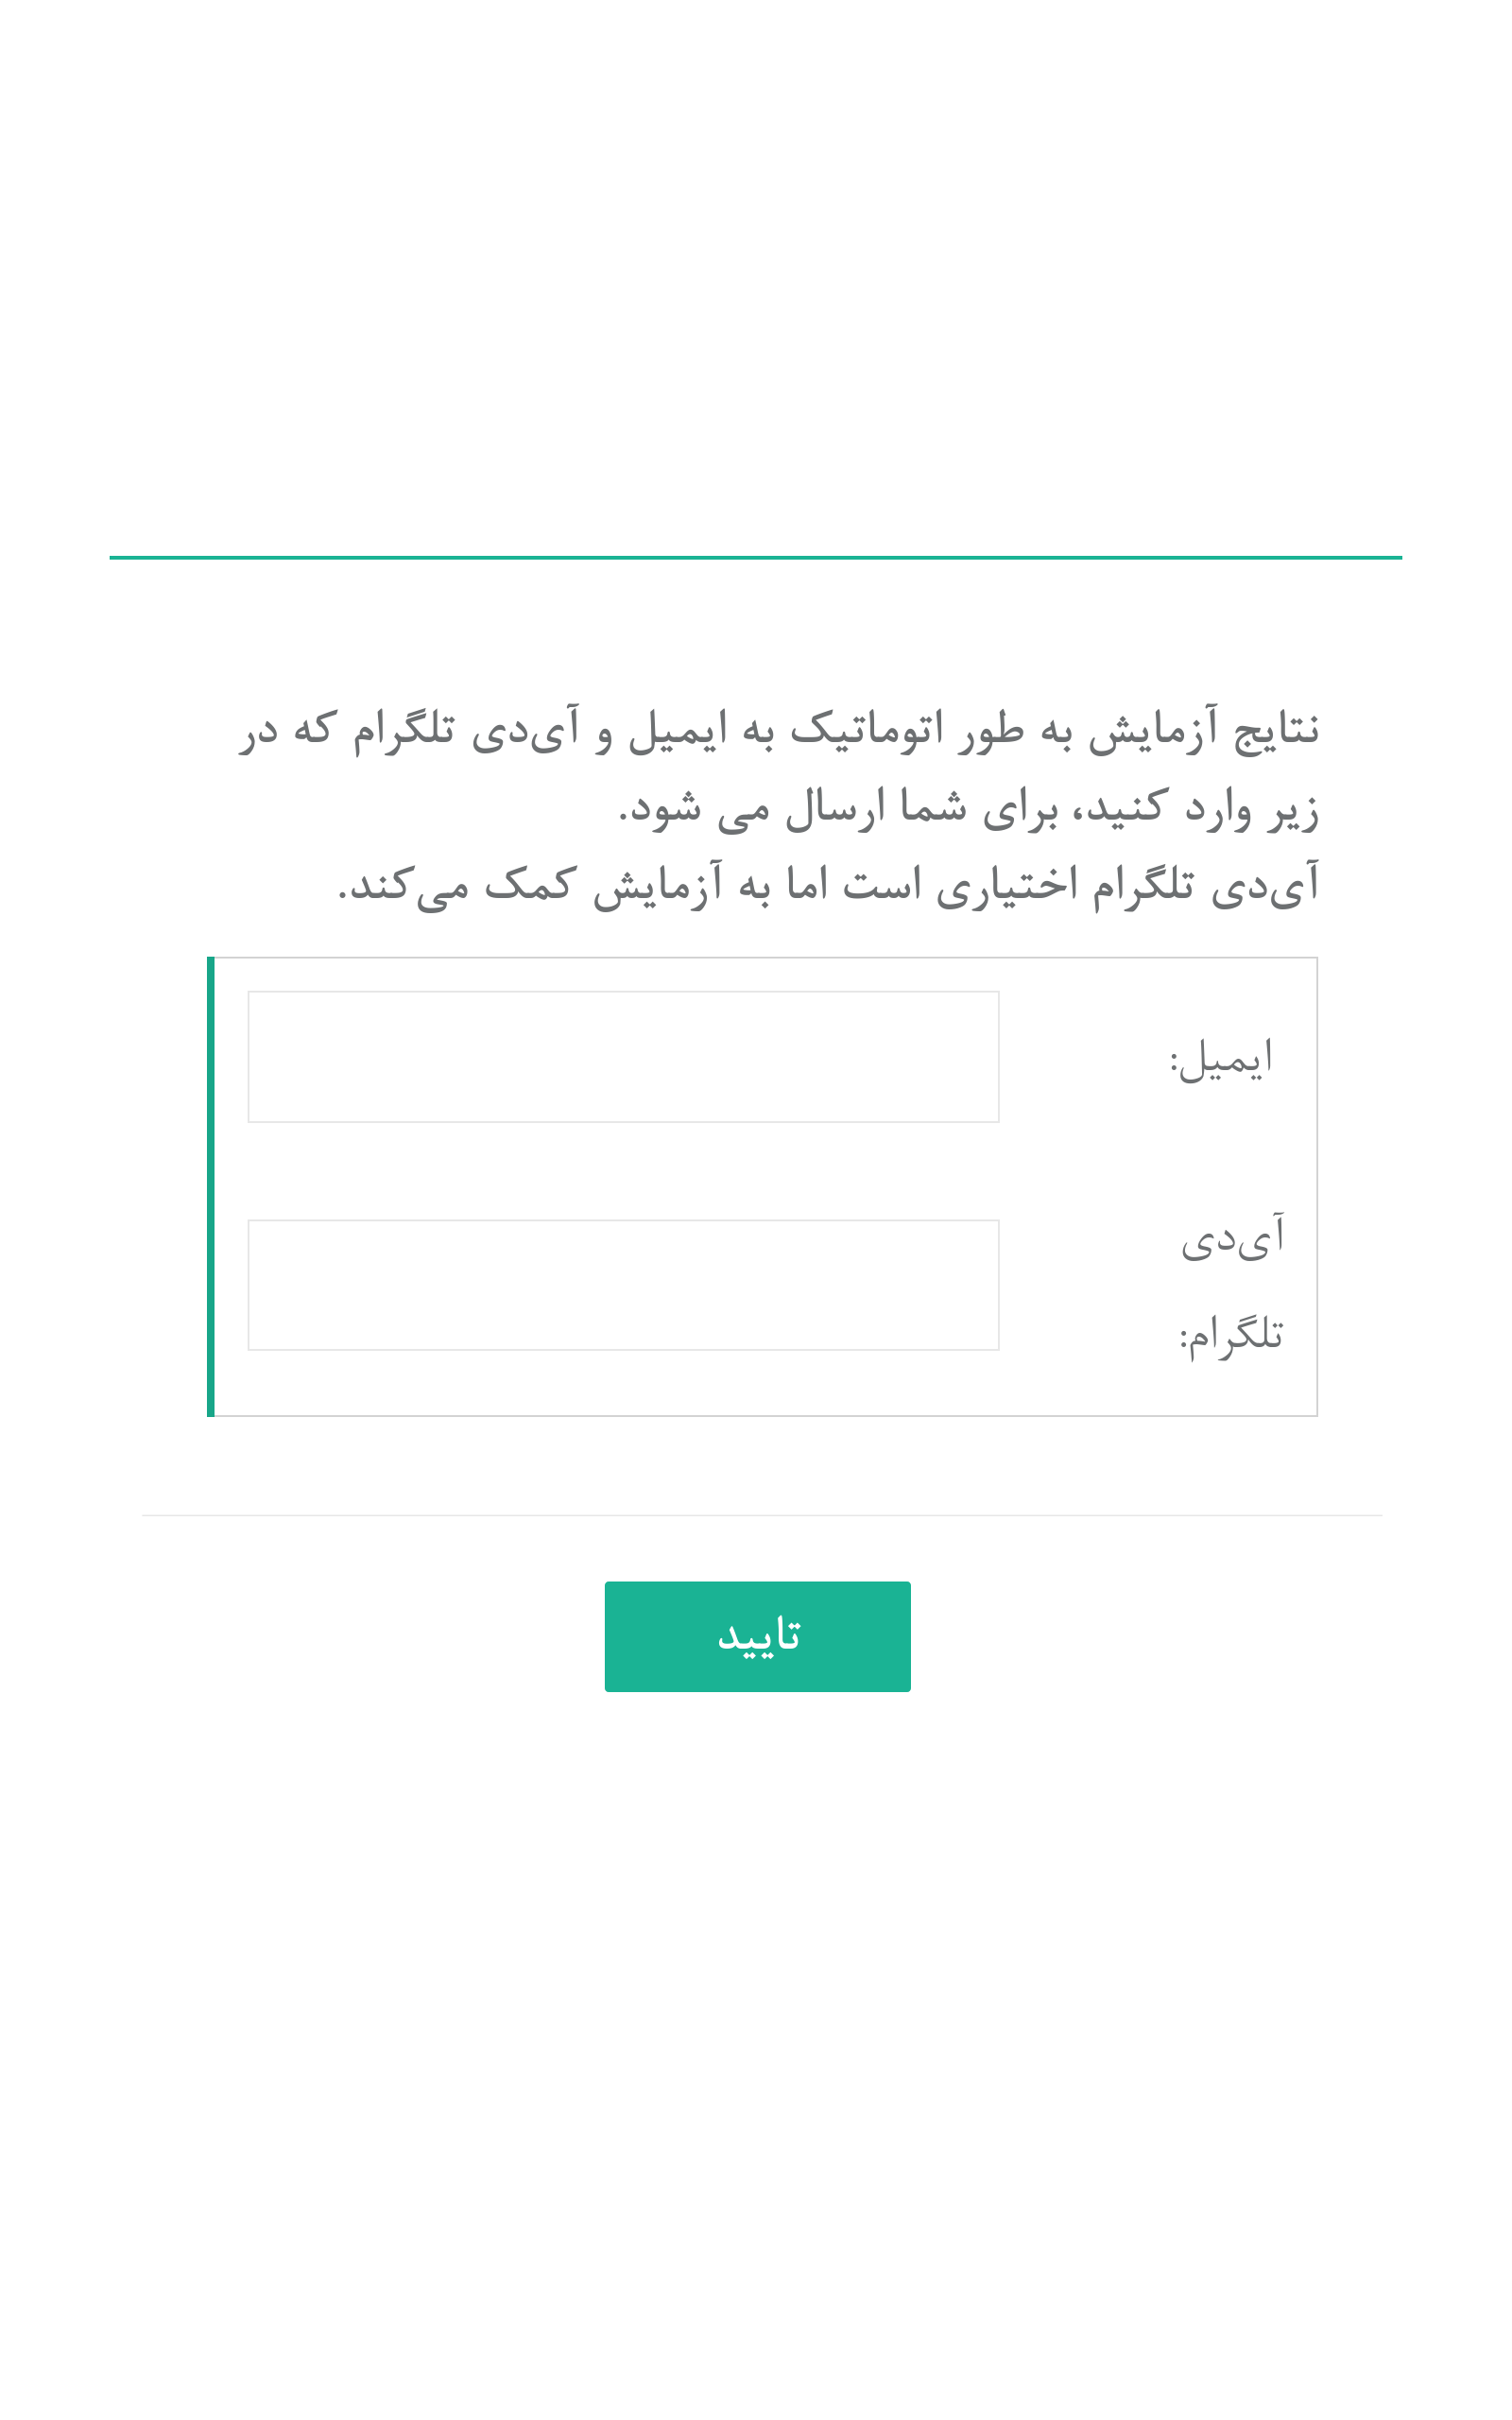 نتایج آزمایش به طور اتوماتیک به ایمیل و آی‌دی تلگرام که در
زیر وارد کنید، برای شما ارسال می شود.
آی‌دی تلگرام اختیاری است اما به آزمایش کمک می‌کند.
ایمیل:
آی‌دی
تلگرام:
تایید